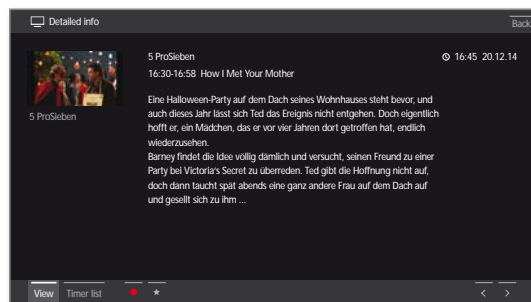 Detailed info
Back
5 ProSieben
16:45 20.12.14
16:30-16:58 How I Met Your Mother
5 ProSieben
Eine Halloween-Party auf dem Dach seines Wohnhauses steht bevor, und
auch dieses Jahr lässt sich Ted das Ereignis nicht entgehen. Doch eigentlich
hofft er, ein Mädchen, das er vor vier Jahren dort getroffen hat, endlich
wiederzusehen.
Barney findet die Idee völlig dämlich und versucht, seinen Freund zu einer
Party bei Victoria's Secret zu überreden. Ted gibt die Hoffnung nicht auf,
doch dann taucht spät abends eine ganz andere Frau auf dem Dach auf
und gesellt sich zu ihm ...
View Timer list